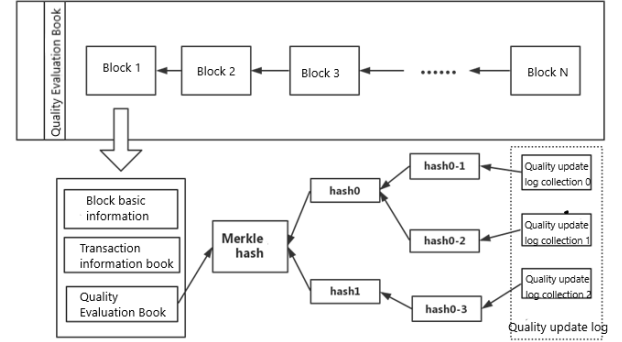 Quality Evaluation Book
Block 1
Block 2
Block 3
......
Block N
Block basic
information
Transaction
information book
Quality
Evaluation Book
Merkle
hash
hash0
hash1
hash0-1
hash0-2
hash0-3
Quality update
log collection 0
Quality update
log collection 1
Quality update
log collection 2
Quality update log